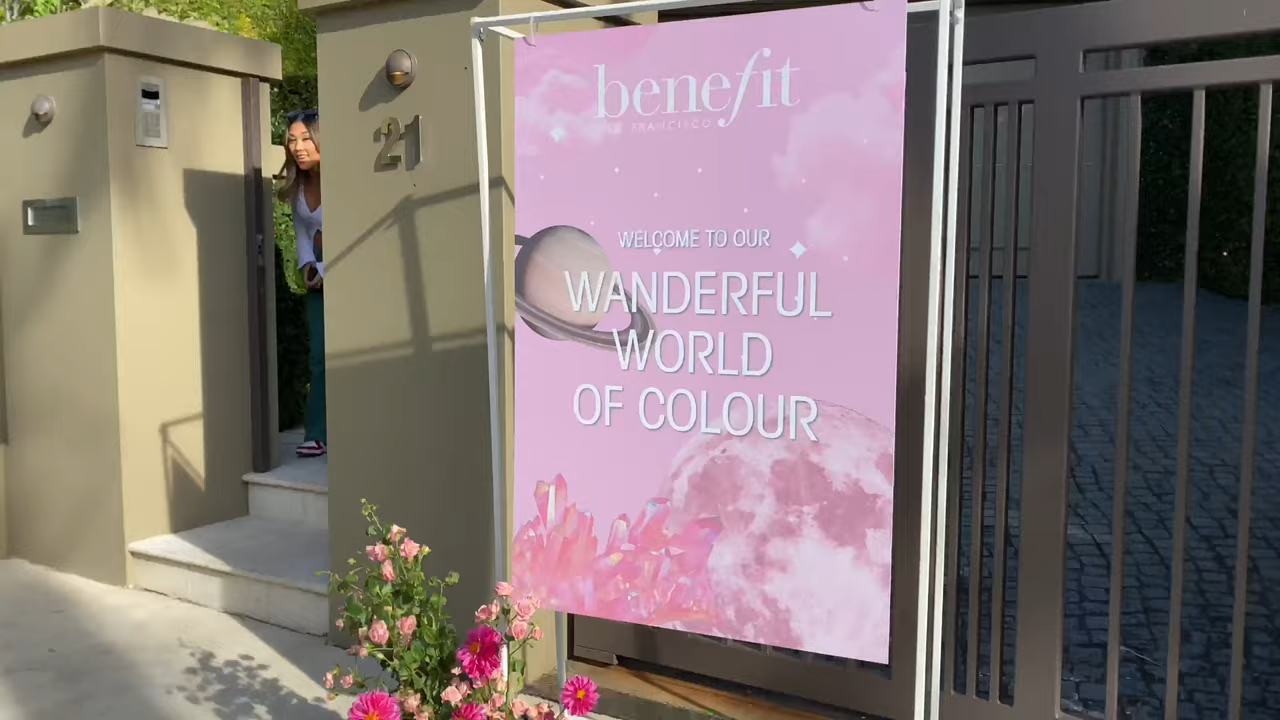 benefit
SAN FRANCISCO
21
WELCOME TO OUR
WANDERFUL
WORLD
OF COLOUR